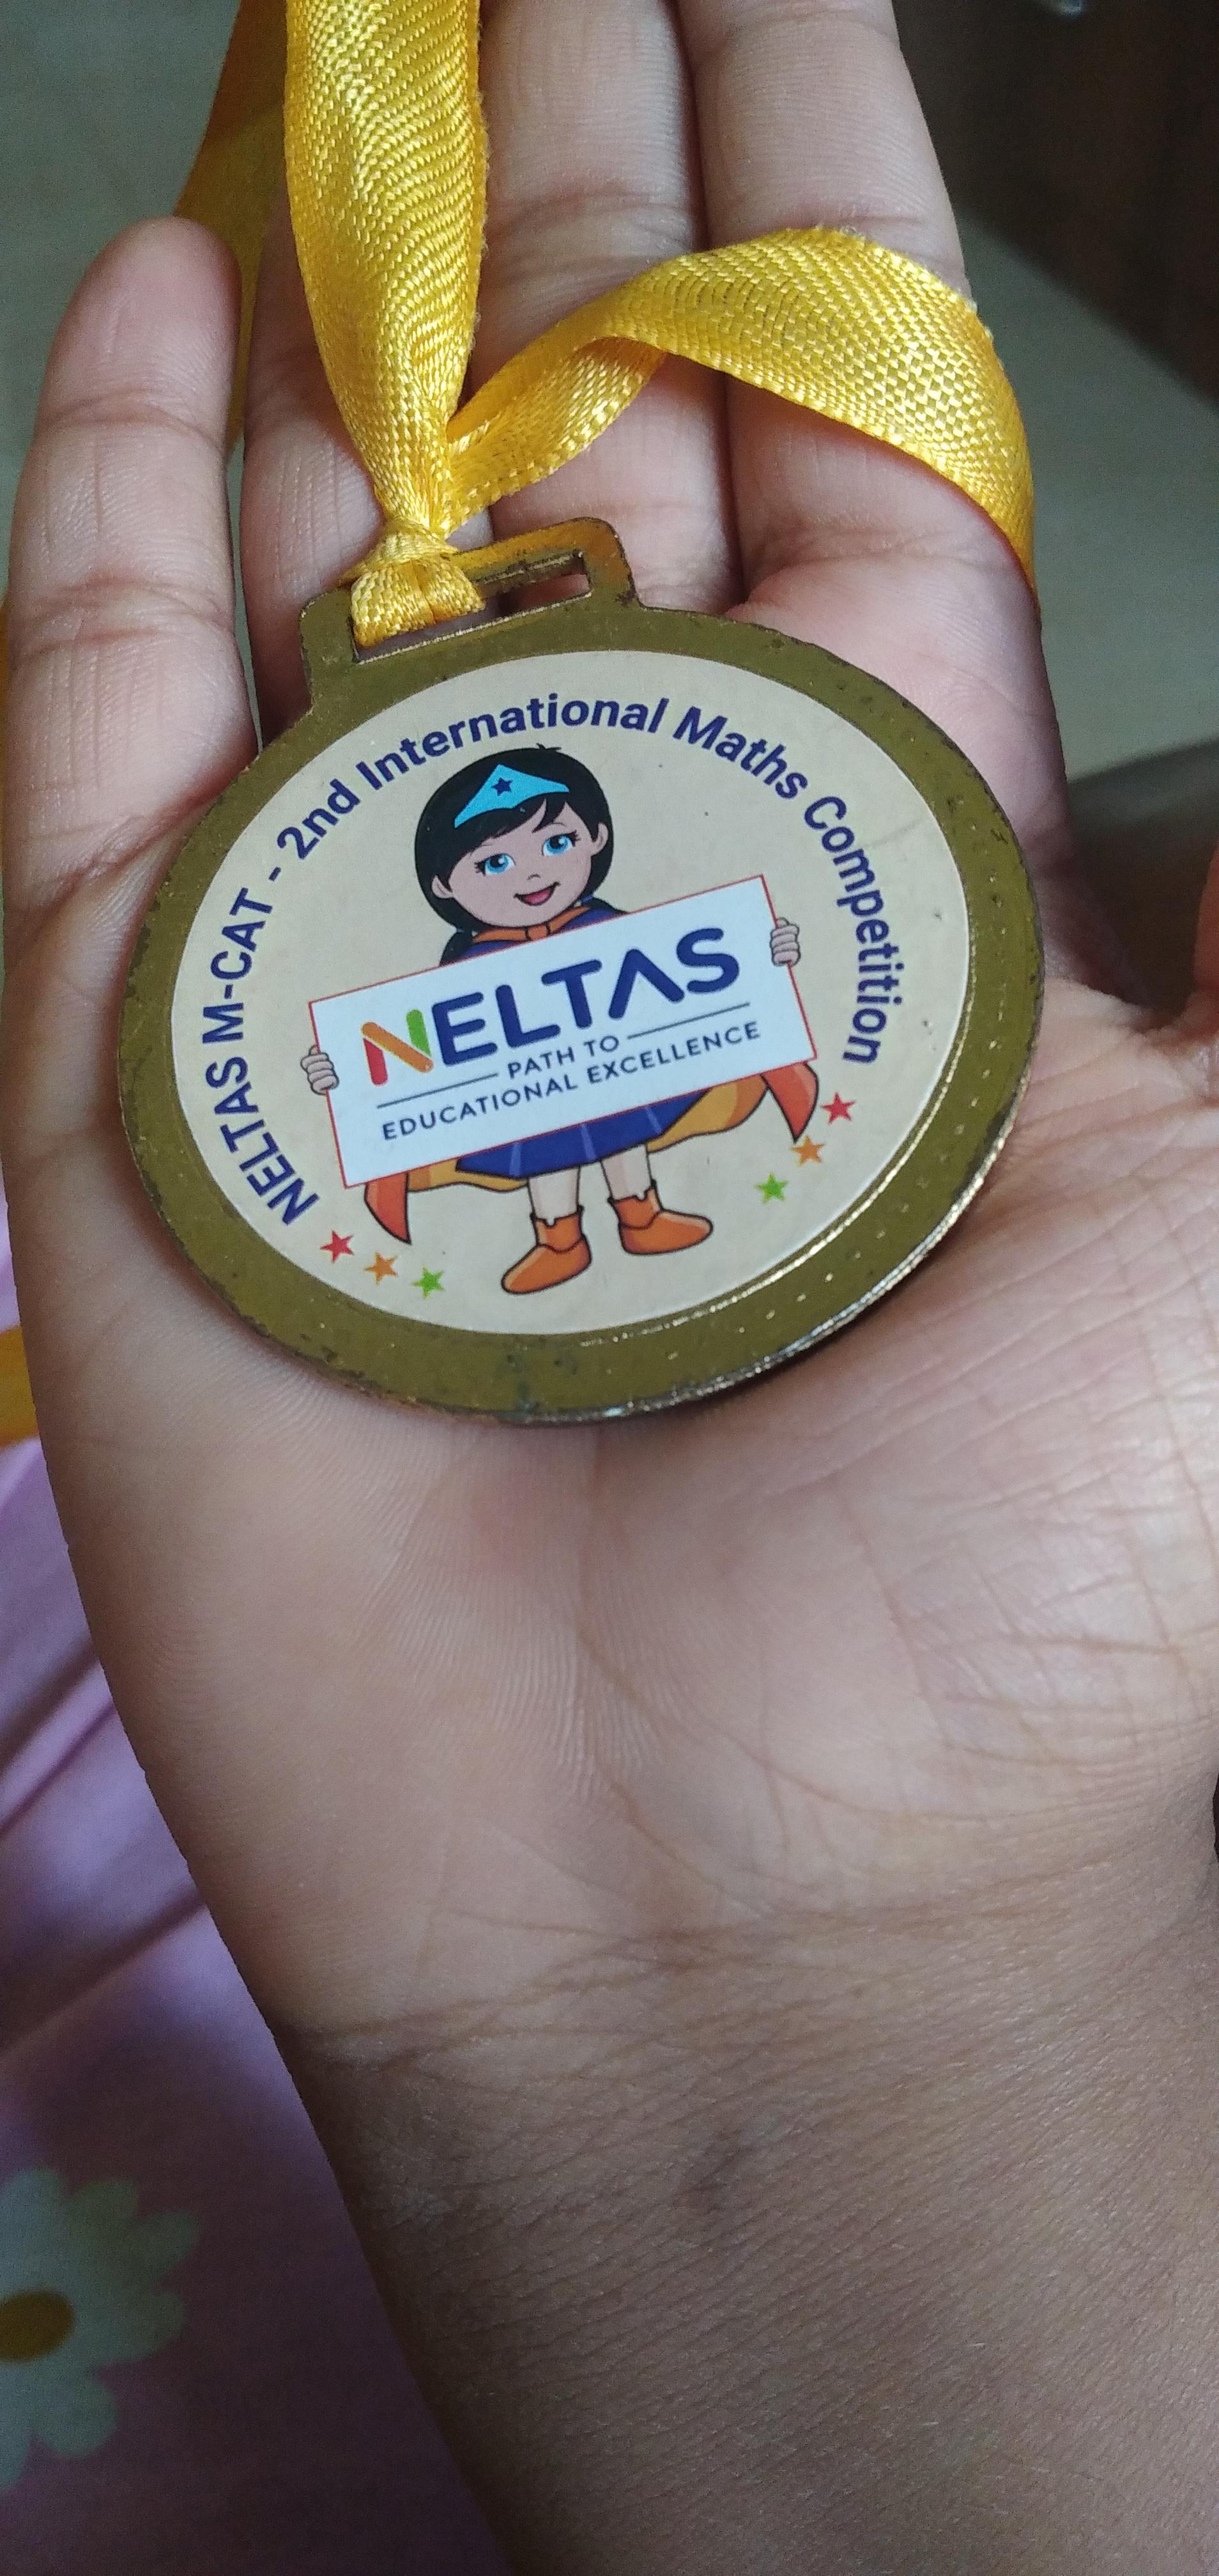 NELTAS M-CAT - 2nd International Maths Competition
NELTAS
PATH TO
EDUCATIONAL EXCELLENCE